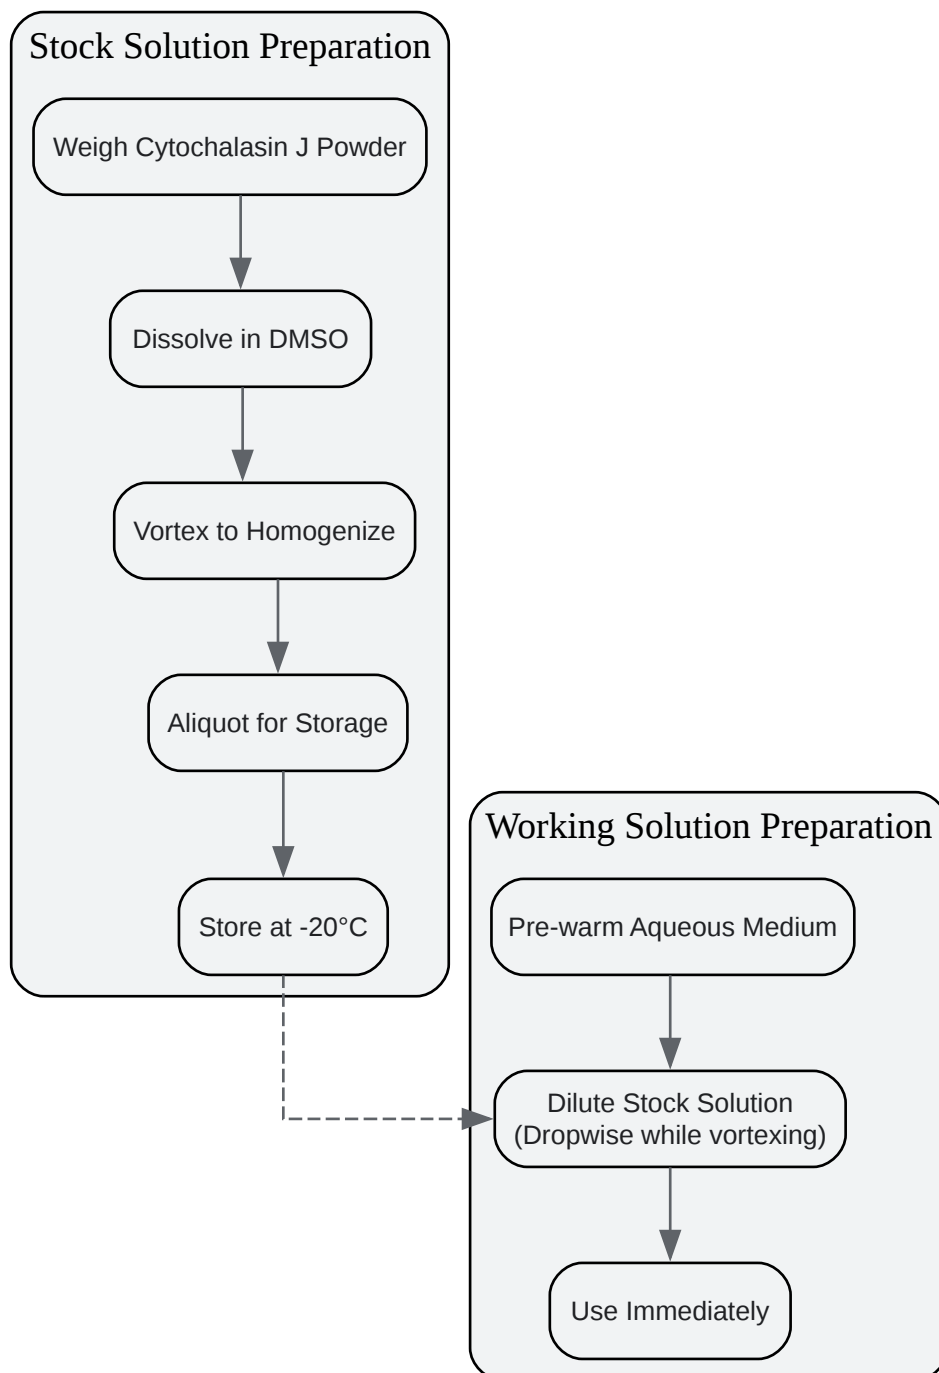 Stock Solution Preparation
Weigh Cytochalasin J Powder
Dissolve in DMSO
Vortex to Homogenize
Aliquot for Storage
Store at -20°C
Working Solution Preparation
Pre-warm Aqueous Medium
Dilute Stock Solution
(Dropwise while vortexing)
Use Immediately